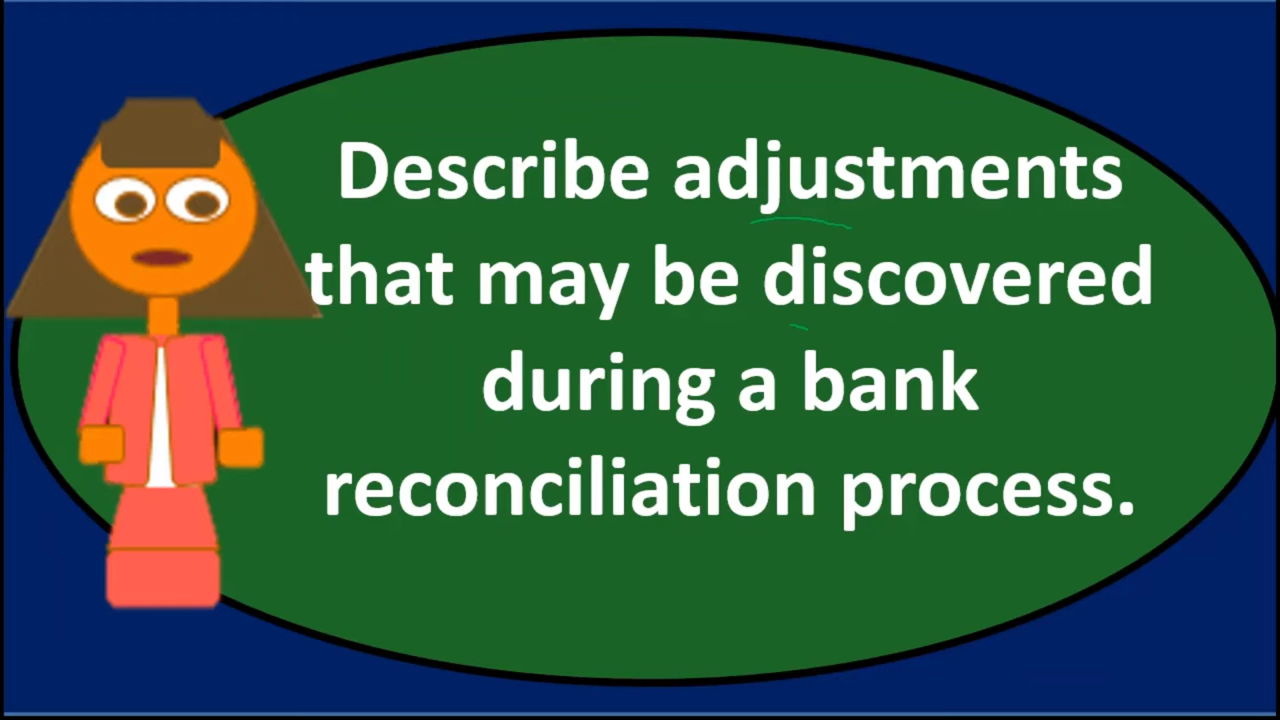 Describe adjustments
that may be discovered
during a bank
reconciliation process.